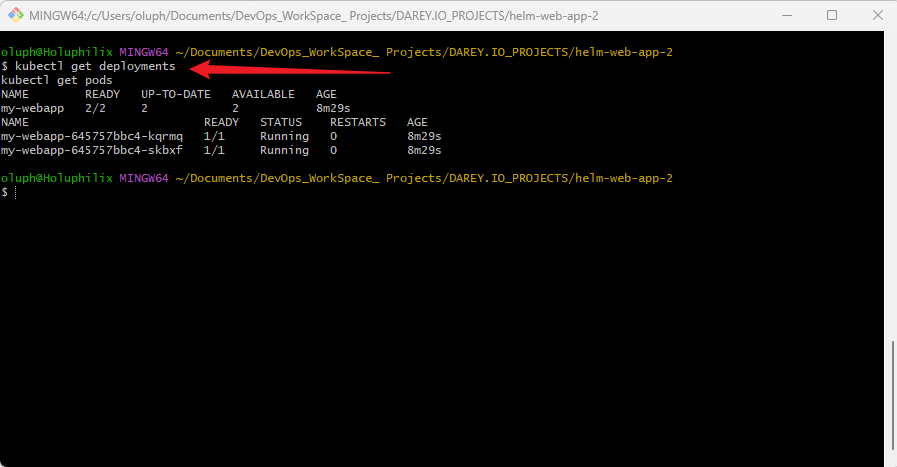 MINGW64:/c/Users/oluph/Documents/DevOps_WorkSpace_ Projects/DAREY.IO_PROJECTS/helm-web-app-2
oluph@Holuphilix MINGW64 ~/Documents/DevOps_WorkSpace_ Projects/DAREY.IO_PROJECTS/helm-web-app-2
$ kubectl get deployments
kubectl get pods
NAME        READY   UP-TO-DATE   AVAILABLE   AGE
my-webapp   2/2     2            2           8m29s
NAME                         READY   STATUS    RESTARTS   AGE
my-webapp-645757bbc4-kqrmq   1/1     Running   0          8m29s
my-webapp-645757bbc4-skbxf   1/1     Running   0          8m29s
oluph@Holuphilix MINGW64 ~/Documents/DevOps_WorkSpace_ Projects/DAREY.IO_PROJECTS/helm-web-app-2
$